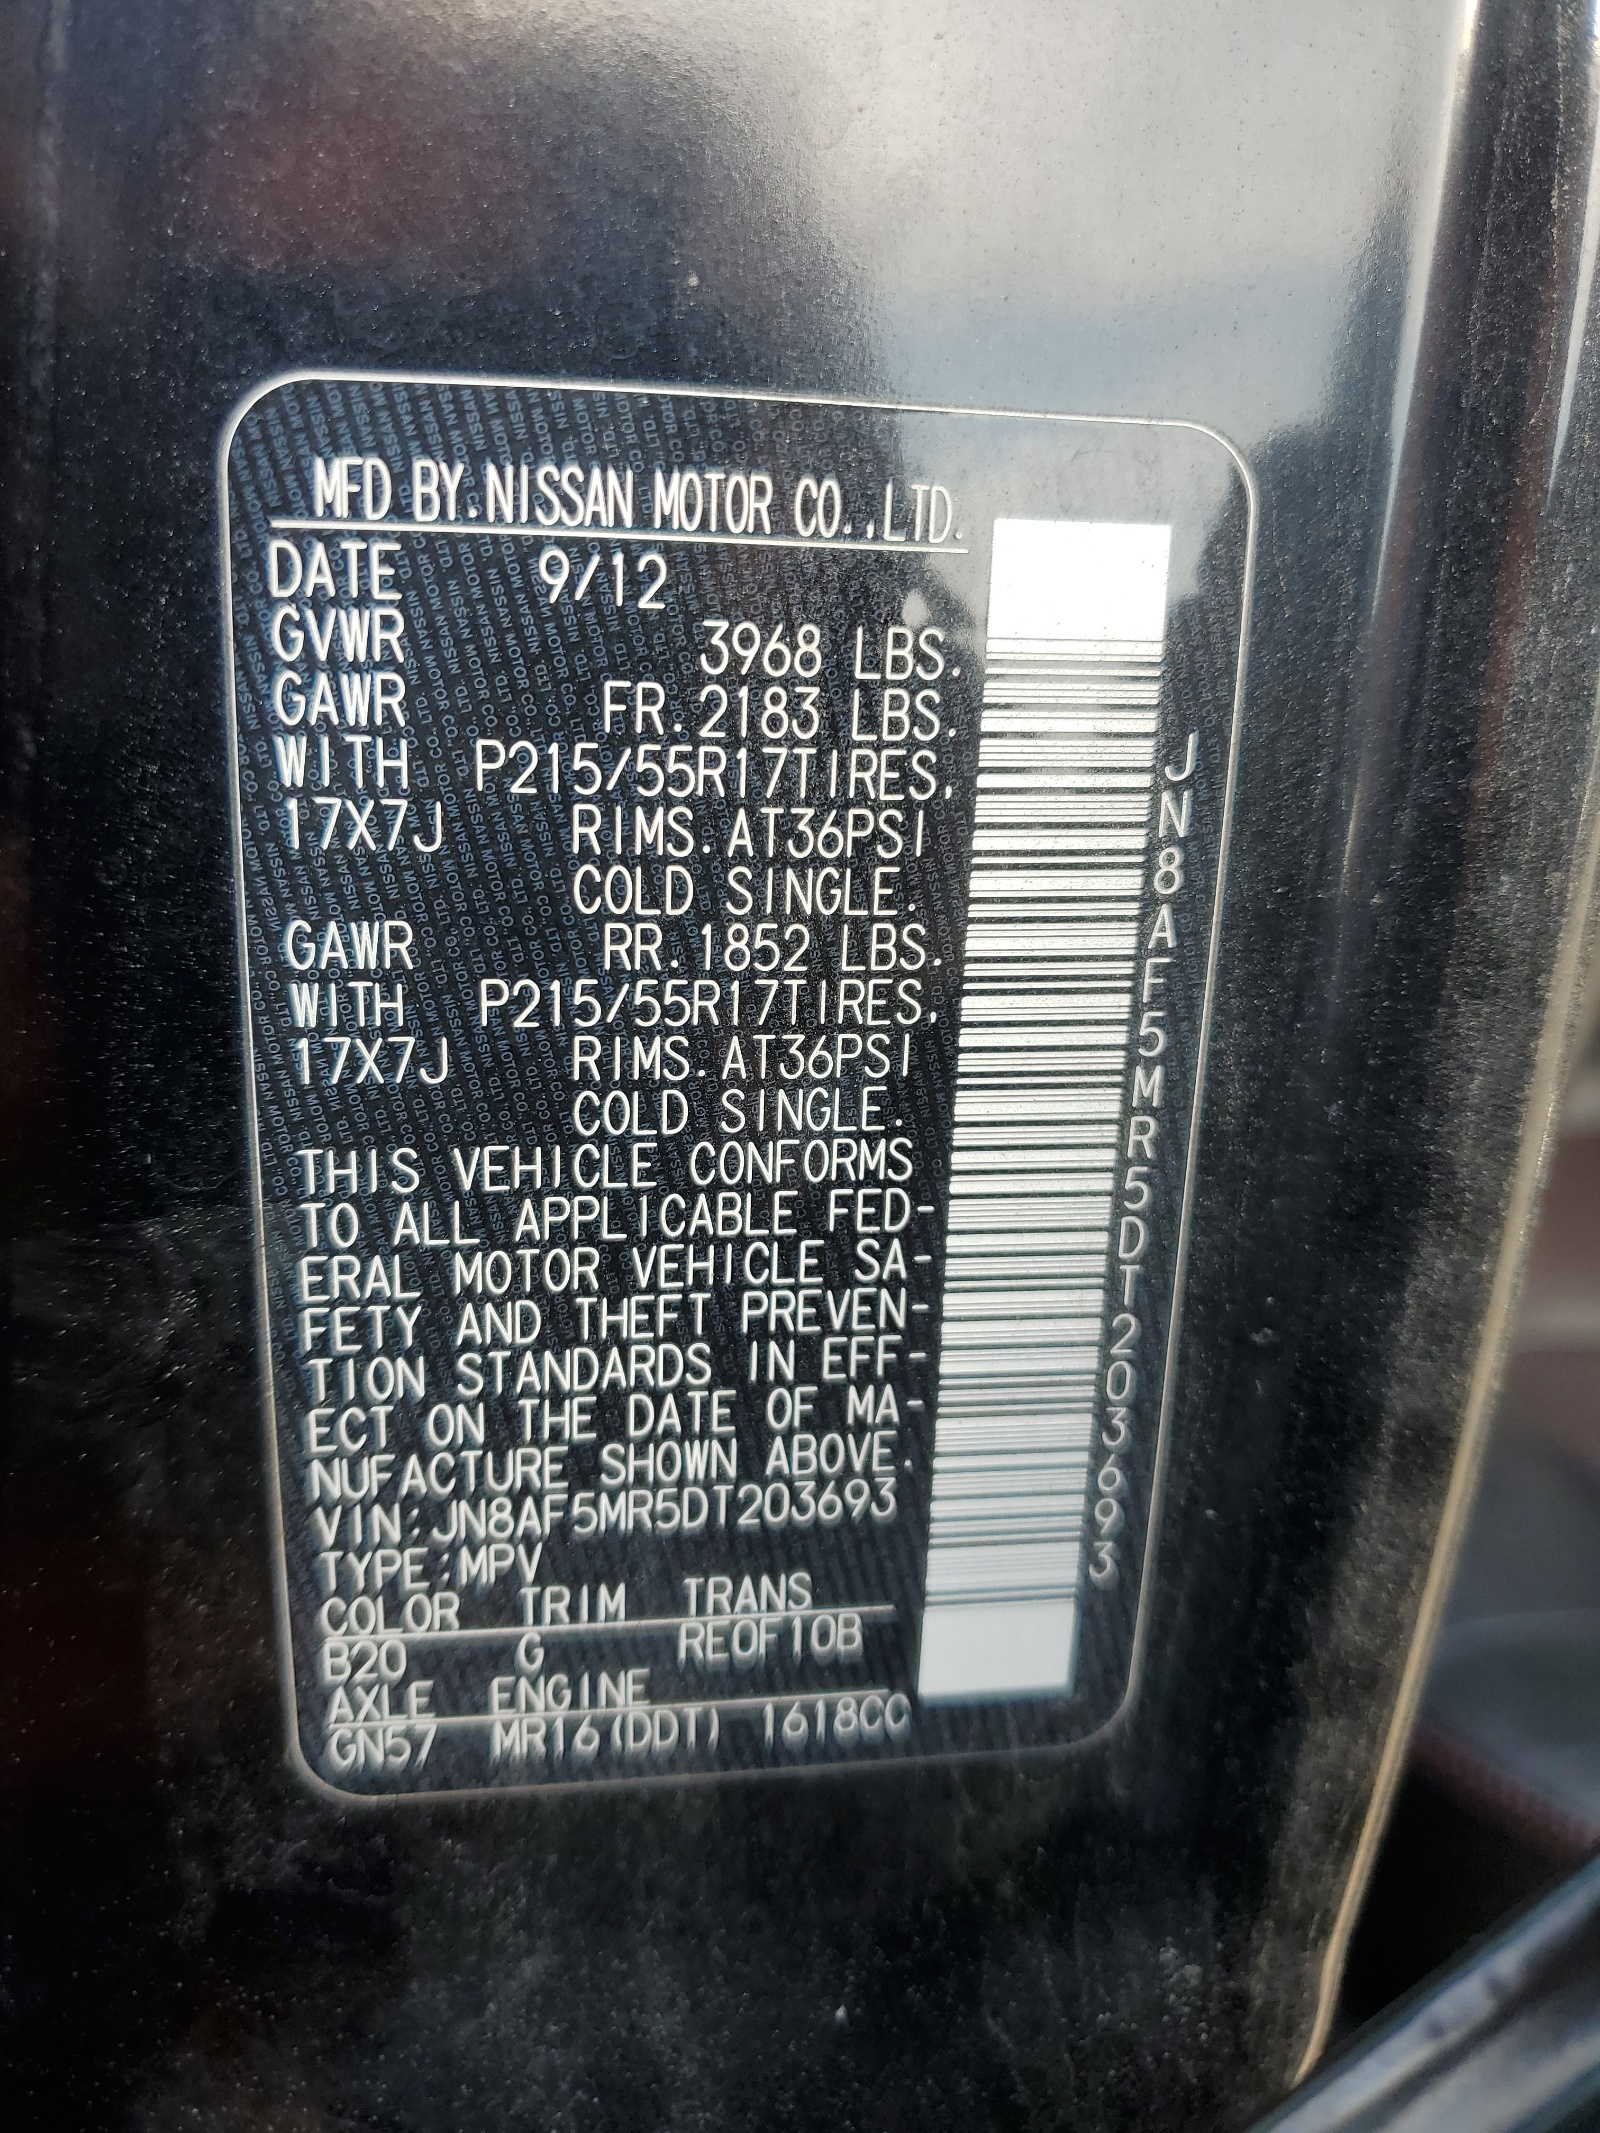 MFD BY:NISSAN MOTOR CO.,LTD.
DATE 9/12
GVWR 3968 LBS.
GAWR FR.2183 LBS.
WITH P215/55R17TIRES,
17X7J RIMS.AT36PSI
COLD SINGLE.
GAWR RR.1852 LBS.
WITH P215/55R17TIRES,
17X7J RIMS.AT36PSI
COLD SINGLE.
THIS VEHICLE CONFORMS
TO ALL APPLICABLE FED-
ERAL MOTOR VEHICLE SA-
FETY AND THEFT PREVEN-
TION STANDARDS IN EFF-
ECT ON THE DATE OF MA-
NUFACTURE SHOWN ABOVE.
VIN:JN8AF5MR5DT203693
TYPE:MPV
COLOR TRIM TRANS
B20 G RE0F10B
AXLE ENGINE
GN57 MR16(DDT) 1618CC
JN8AF5MR5DT203693